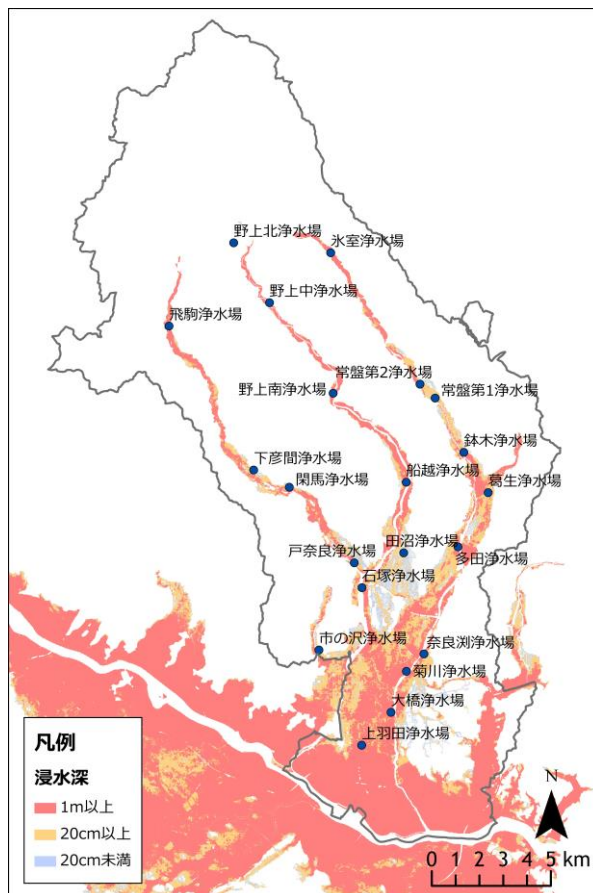 野上北浄水場
氷室浄水場
野上中浄水場
飛駒浄水場
常盤第2浄水場
野上南浄水場
常盤第1浄水場
鉢木浄水場
下彦間浄水場
船越浄水場
閑馬浄水場
葛生浄水場
田沼浄水場
戸奈良浄水場
多田浄水場
石塚浄水場
市の沢浄水場
奈良渕浄水場
菊川浄水場
大橋浄水場
上羽田浄水場
凡例
浸水深
1m以上
20cm以上
20cm未満
N
0 1 2 3 4 5 km